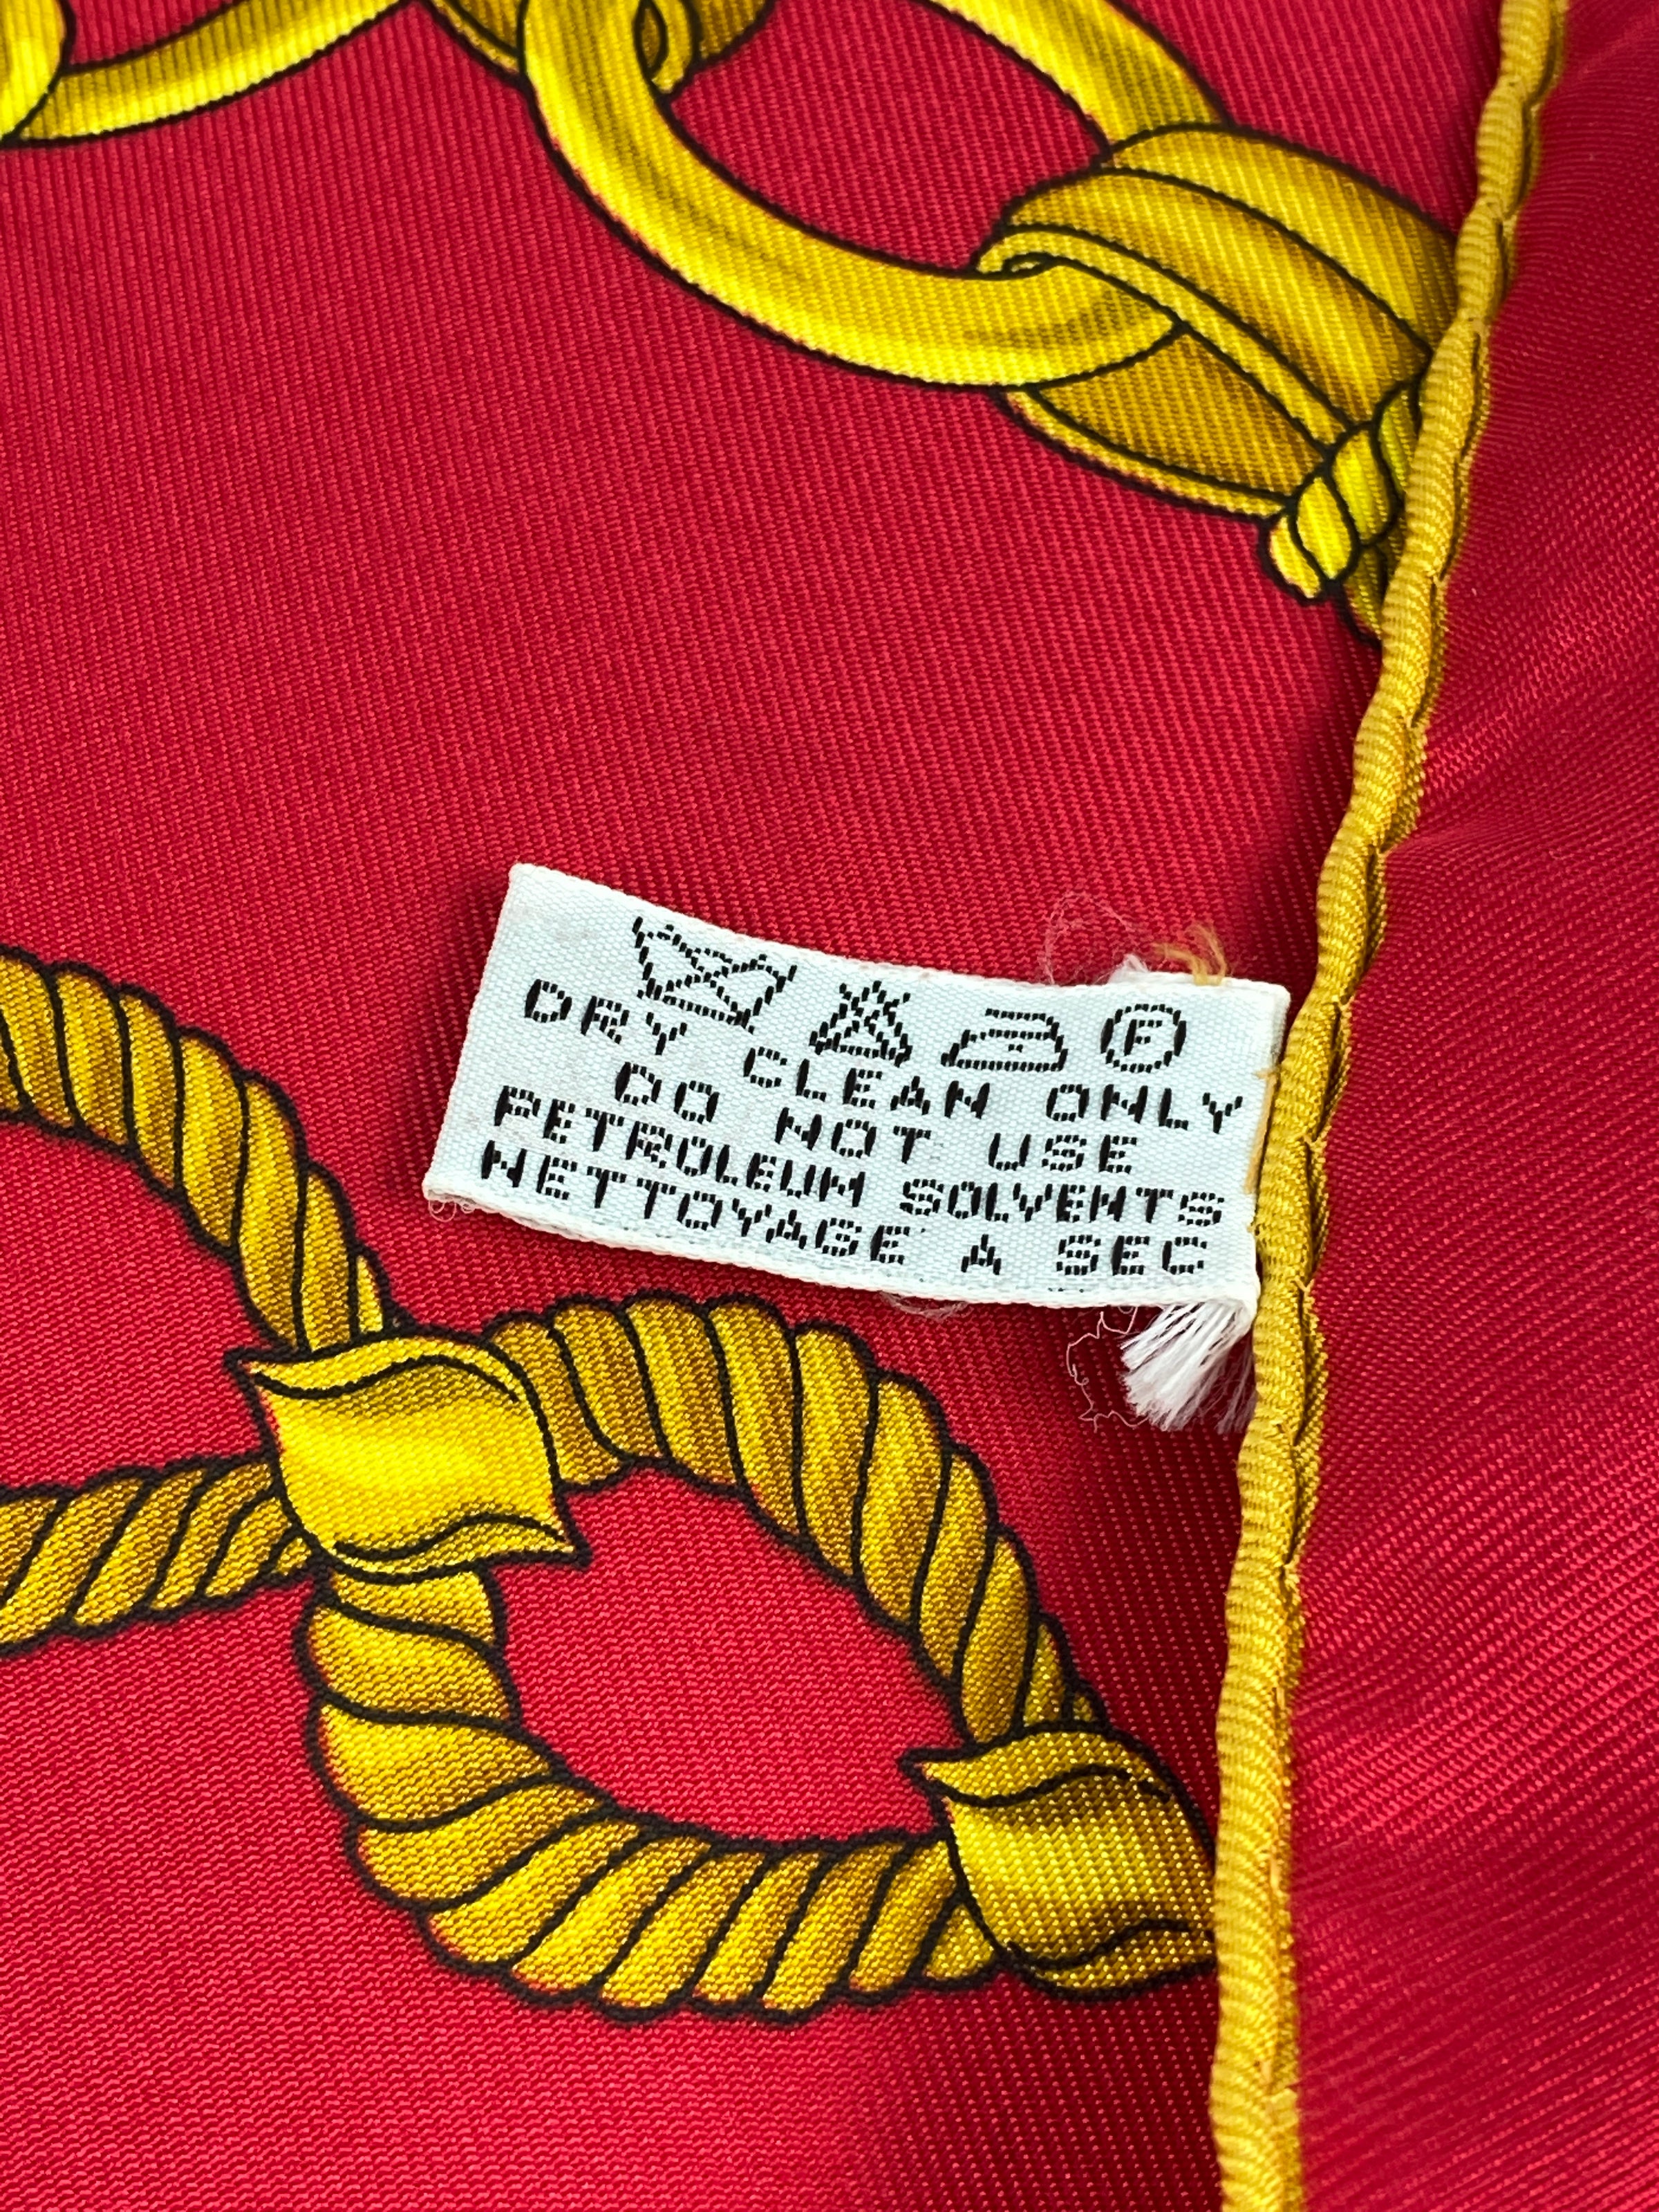 F
DRY CLEAN ONLY
DO NOT USE
PETROLEUM SOLVENTS
NETTOYAGE A SEC